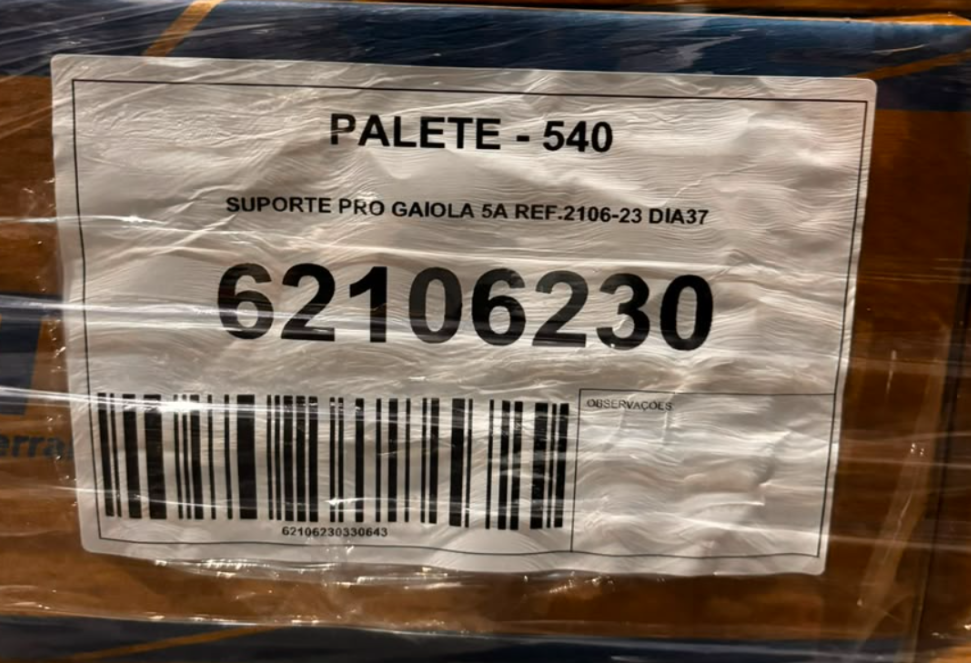 PALETE - 540
SUPORTE PRO GAIOLA 5A REF.2106-23 DIA37
62106230
OBSERVAÇOES
62106230330643